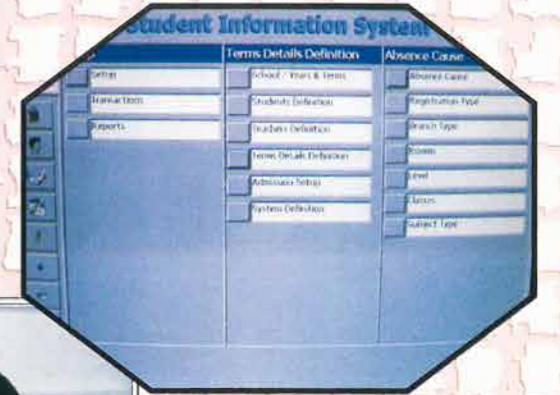 Student Information System
Terms Details Definition
Absence Cause
Setup
Transactions
Reports
School / Years & Terms
Students Definition
Teachers Definition
Terms Details Definition
Admission Setup
System Definition
Absence Cause
Registration Type
Branch Type
Rooms
Level
Classes
Subject Type